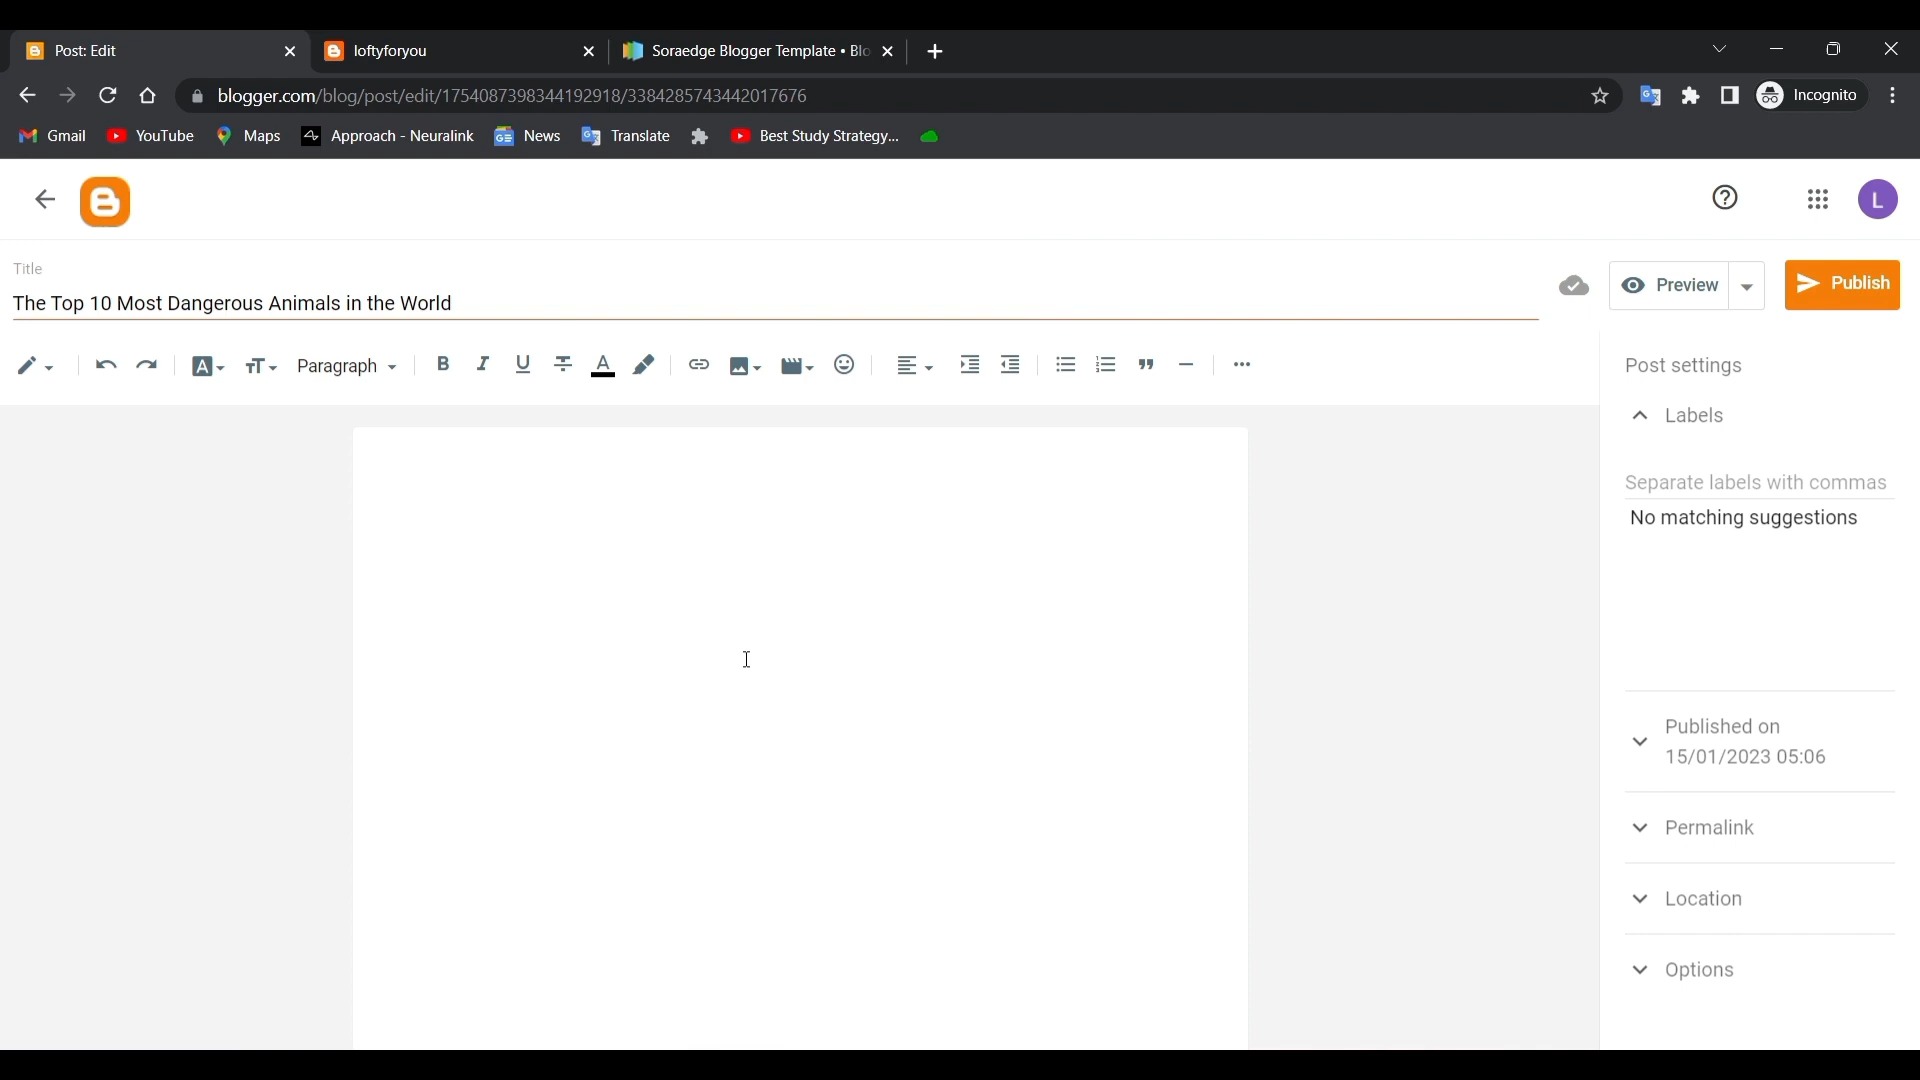 Post: Edit
loftyforyou
Soraedge Blogger Template • Blo
blogger.com/blog/post/edit/1754087398344192918/3384285743442017676
Incognito
Gmail
YouTube
Maps
Approach - Neuralink
News
Translate
Best Study Strategy...
L
Title
The Top 10 Most Dangerous Animals in the World
Preview
Publish
Paragraph
Post settings
Labels
Separate labels with commas
No matching suggestions
Published on
15/01/2023 05:06
Permalink
Location
Options